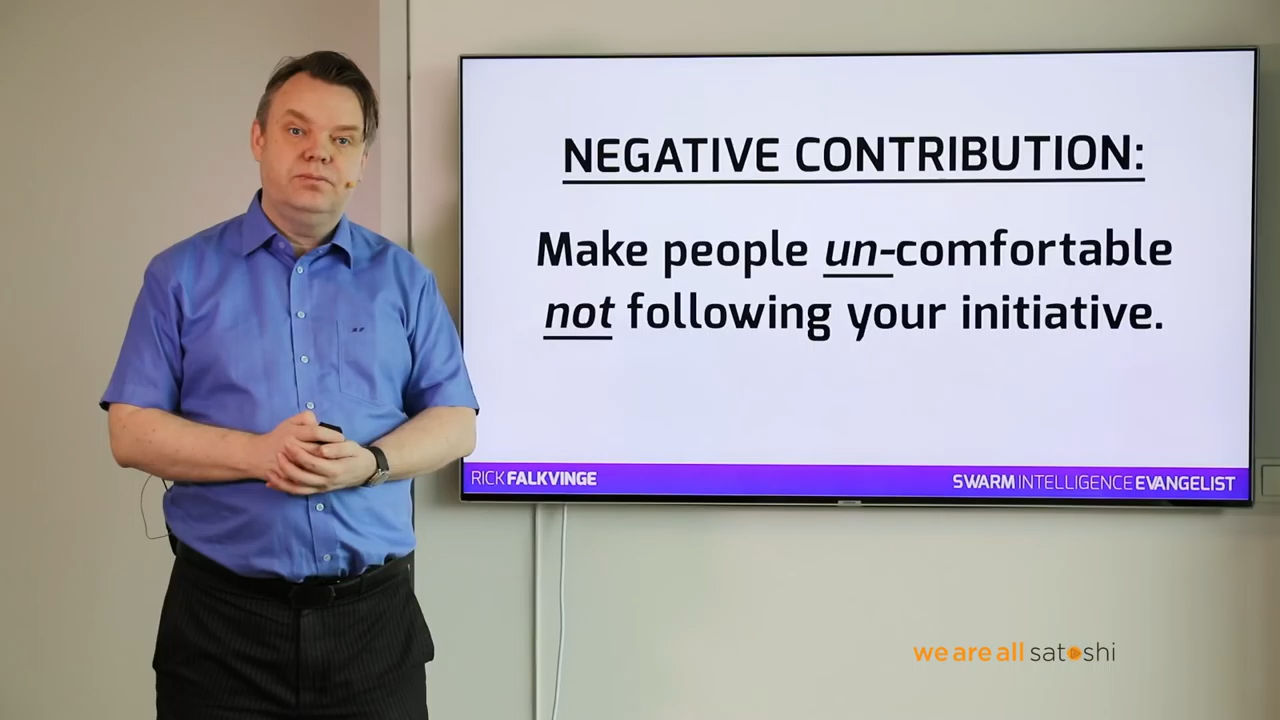 NEGATIVE CONTRIBUTION:
Make people un-comfortable
not following your initiative.
RICK FALKVINGE
SWARM INTELLIGENCE EVANGELIST
we are all satoshi